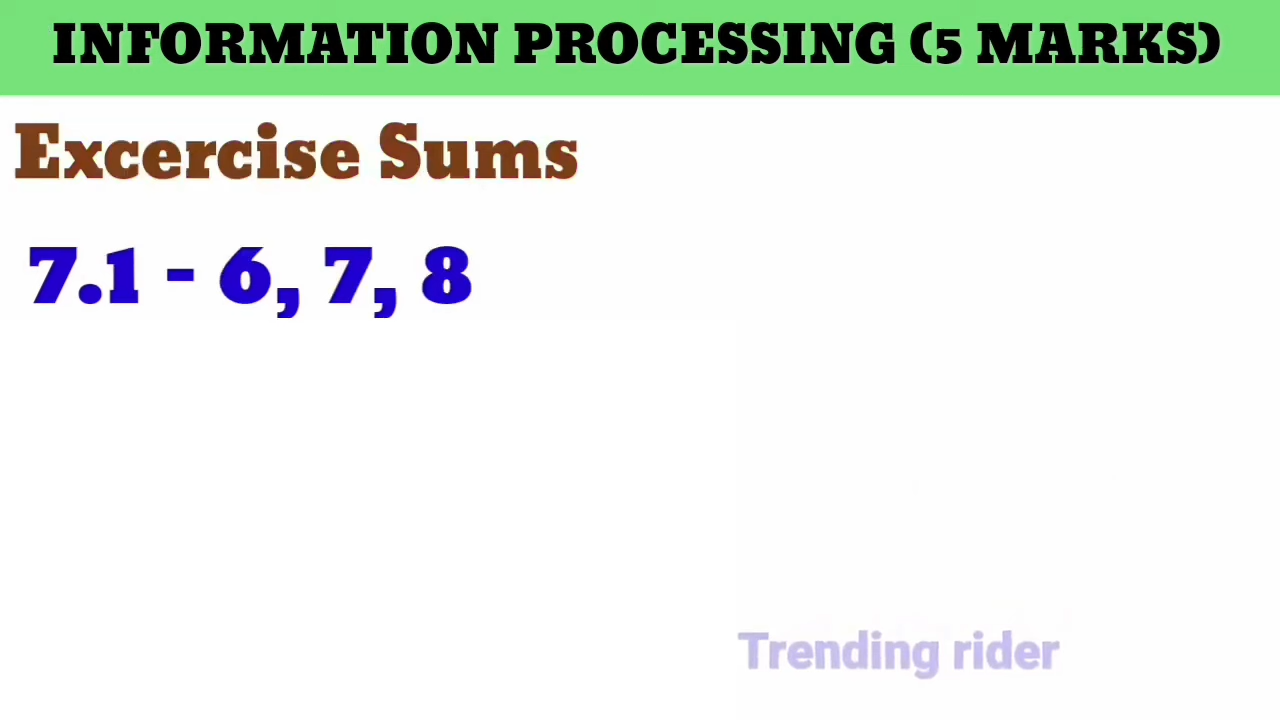 INFORMATION PROCESSING (5 MARKS)
Excercise Sums
7.1 - 6, 7, 8
Trending rider